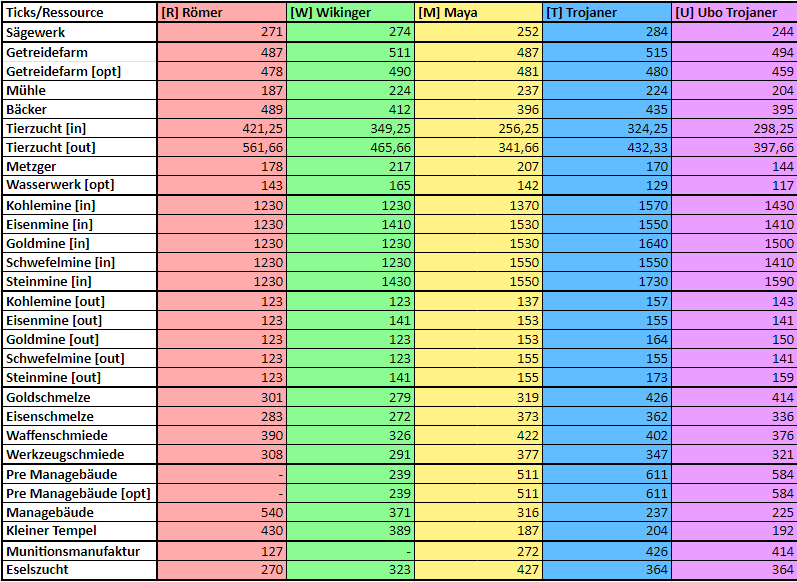 Ticks/Ressource [R] Römer [W] Wikinger [M] Maya [T] Trojaner [U] Ubo Trojaner
Sägewerk 271 274 252 284 244
Getreidefarm 487 511 487 515 494
Getreidefarm [opt] 478 490 481 480 459
Mühle 187 224 237 224 204
Bäcker 489 412 396 435 395
Tierzucht [in] 421,25 349,25 256,25 324,25 298,25
Tierzucht [out] 561,66 465,66 341,66 432,33 397,66
Metzger 178 217 207 170 144
Wasserwerk [opt] 143 165 142 129 117
Kohlemine [in] 1230 1230 1370 1570 1430
Eisenmine [in] 1230 1410 1530 1550 1410
Goldmine [in] 1230 1230 1530 1640 1500
Schwefelmine [in] 1230 1230 1550 1550 1410
Steinmine [in] 1230 1430 1550 1730 1590
Kohlemine [out] 123 123 137 157 143
Eisenmine [out] 123 141 153 155 141
Goldmine [out] 123 123 153 164 150
Schwefelmine [out] 123 123 155 155 141
Steinmine [out] 123 141 155 173 159
Goldschmelze 301 279 319 426 414
Eisenschmelze 283 272 373 362 336
Waffenschmiede 390 326 422 402 376
Werkzeugschmiede 308 291 377 347 321
Pre Managebäude - 239 511 611 584
Pre Managebäude [opt] - 239 511 611 584
Managebäude 540 371 316 237 225
Kleiner Tempel 430 389 187 204 192
Munitionsmanufaktur 127 - 272 426 414
Eselszucht 270 323 427 364 364